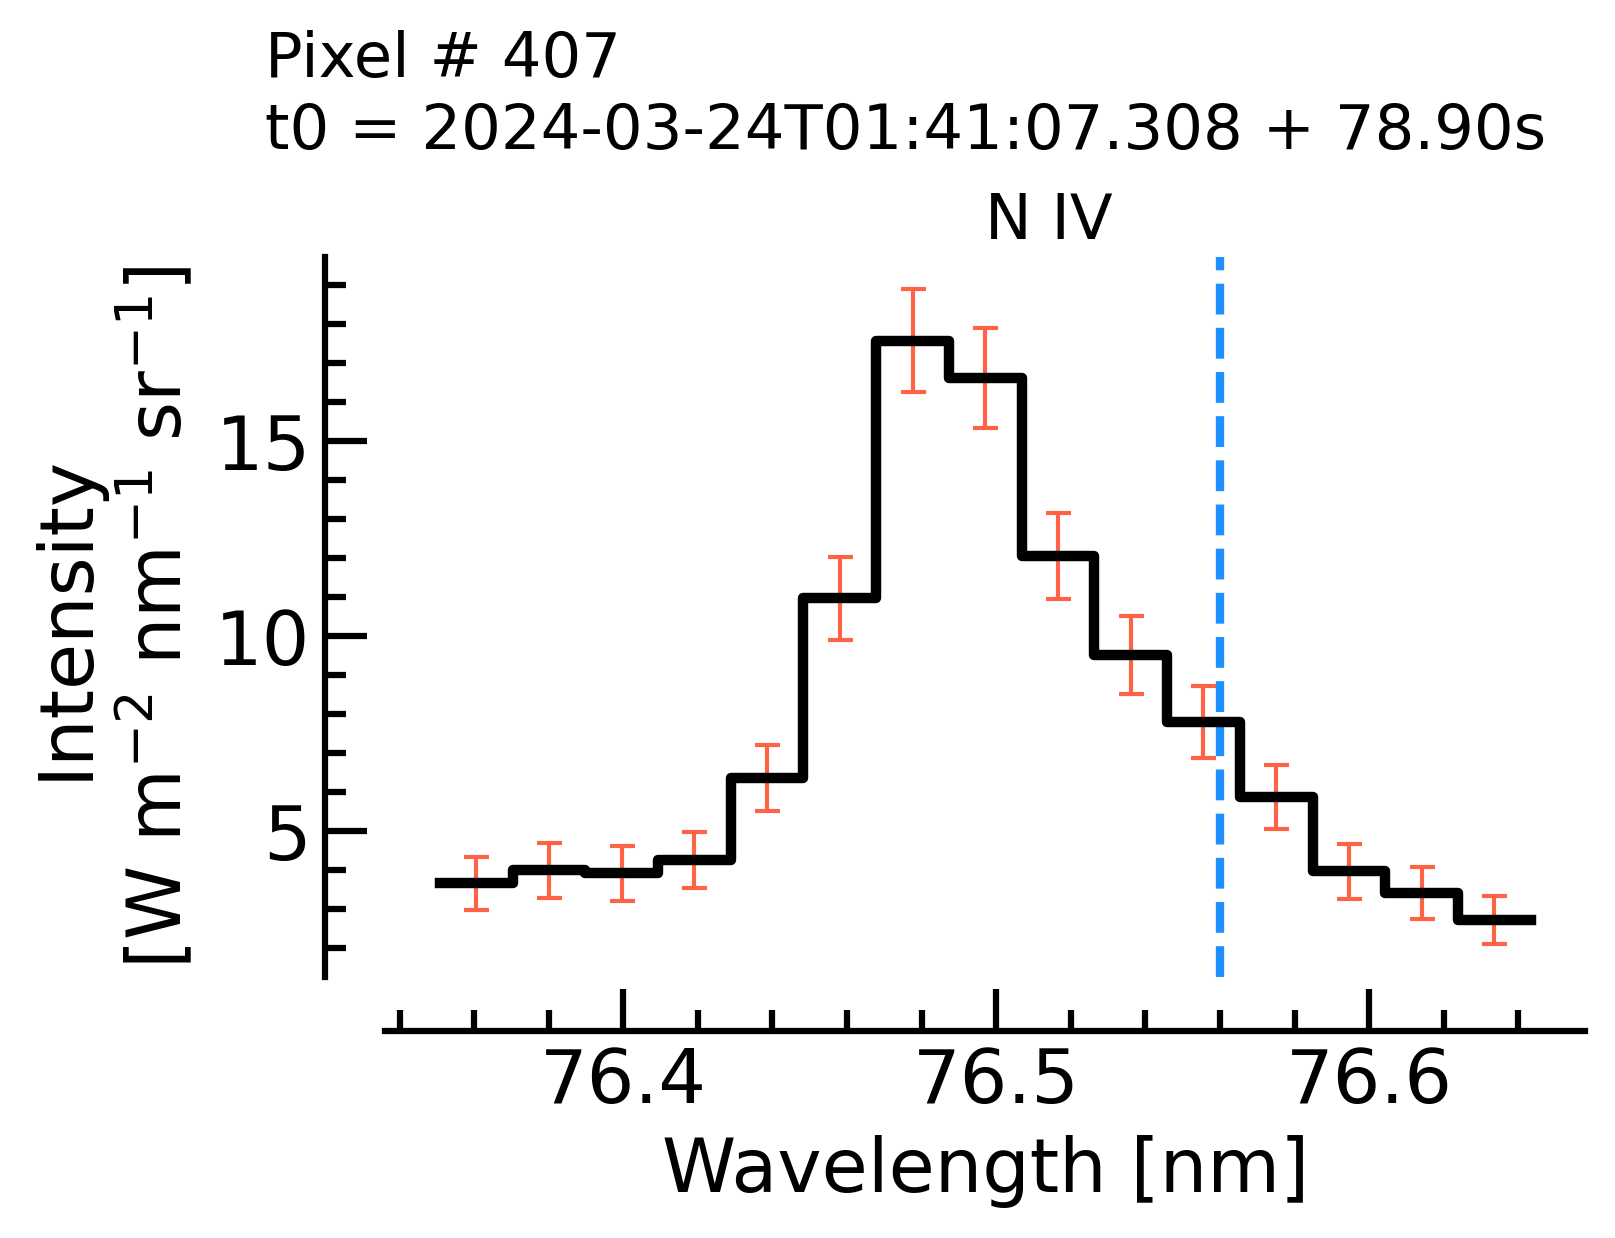 Pixel # 407
t0 = 2024-03-24T01:41:07.308 + 78.90s
N IV
Intensity
[W m⁻² nm⁻¹ sr⁻¹]
15
10
5
76.4 76.5 76.6
Wavelength [nm]